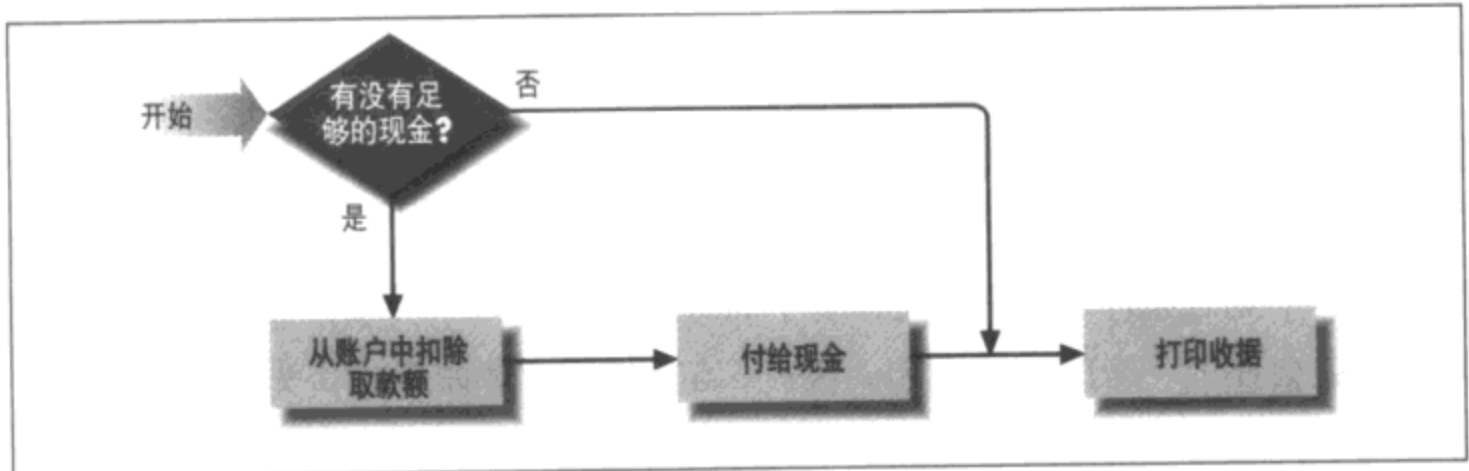 开始
有没有足
够的现金?
否
是
从账户中扣除
取款额
付给现金
打印收据